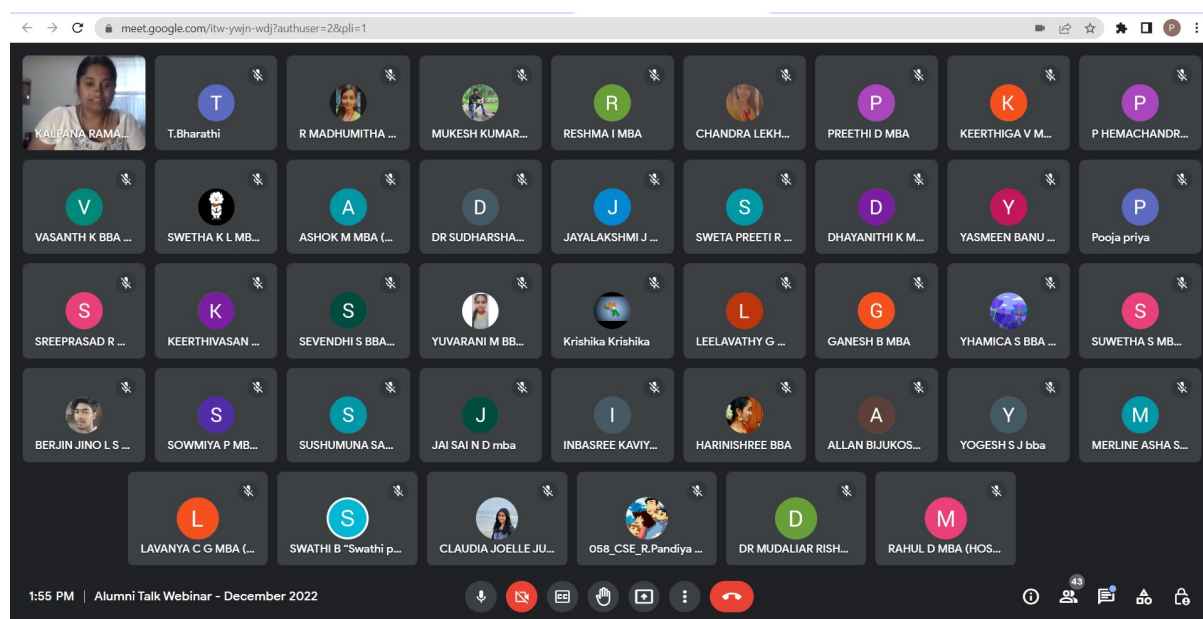 meet.google.com/itw-ywjn-wdj?authuser=2&pli=1
P
KALPANA RAMA...
T
T.Bharathi
R MADHUMITHA ...
MUKESH KUMAR...
R
RESHMA I MBA
CHANDRA LEKH...
P
PREETHI D MBA
K
KEERTHIGA V M...
P
P HEMACHANDR...
V
VASANTH K BBA ...
SWETHA K L MB...
A
ASHOK M MBA (...
D
DR SUDHARSHA...
J
JAYALAKSHMI J ...
S
SWETA PREETI R ...
D
DHAYANITHI K M...
Y
YASMEEN BANU ...
P
Pooja priya
S
SREEPRASAD R ...
K
KEERTHIVASAN ...
S
SEVENDHI S BBA...
YUVARANI M BB...
Krishika Krishika
L
LEELAVATHY G ...
G
GANESH B MBA
YHAMICA S BBA ...
S
SUWETHA S MB...
BERJIN JINO L S ...
S
SOWMIYA P MB...
S
SUSHUMUNA SA...
J
JAI SAI N D mba
I
INBASREE KAVIY...
HARINISHREE BBA
A
ALLAN BIJUKOS...
Y
YOGESH S J bba
M
MERLINE ASHA S...
L
LAVANYA C G MBA (...
S
SWATHI B "Swathi p...
CLAUDIA JOELLE JU...
058_CSE_R.Pandiya ...
D
DR MUDALIAR RISH...
M
RAHUL D MBA (HOS...
1:55 PM | Alumni Talk Webinar - December 2022
CC
43